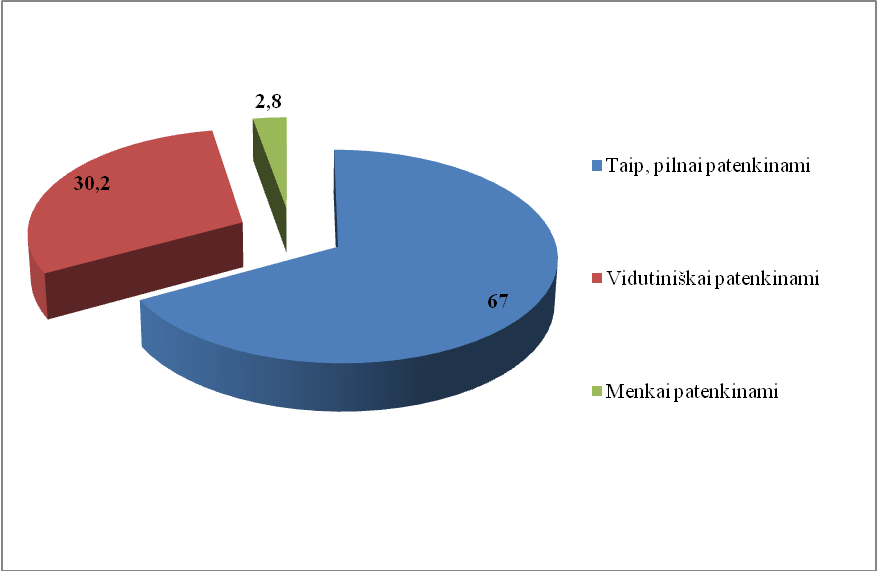 2,8
30,2
67
Taip, pilnai patenkinami
Vidutiniškai patenkinami
Menkai patenkinami